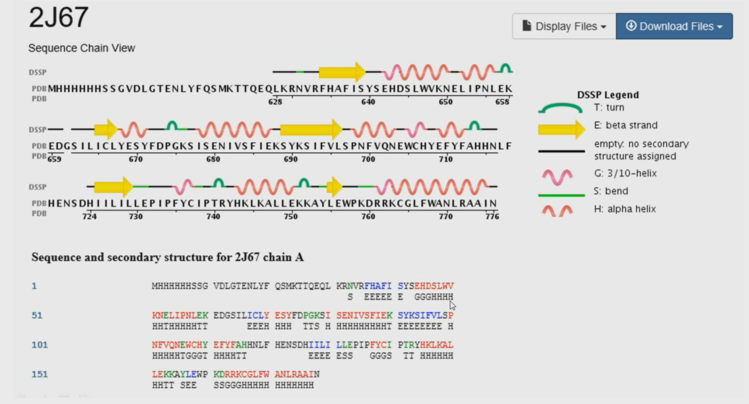 2J67
Display Files
Download Files
Sequence Chain View
DSSP
PDB MHHHHHHSSGVDLGTENLYFQSMKTTQEQLKRNVRFHAFISYSEHDSLWVKNELIPNLEK
PDB 628 640 650 658
DSSP Legend
T: turn
E: beta strand
empty: no secondary
structure assigned
G: 3/10-helix
S: bend
H: alpha helix
DSSP
PDB EDGSILICLYESYFDPGKSISENIVSFIEKSYKSIFVLSPNFVQNEWCHYEFYFAHHNLF
PDB 659 670 680 690 700 710
DSSP
PDB HENSDHIILILLEPIPFYCIPTRYHKLKALLEKKAYLEWPKDRRKCGLFWANLRAAIN
PDB 724 730 740 750 760 770 776
Sequence and secondary structure for 2J67 chain A
1 MHHHHHHSSG VDLGTENLYF QSMKTTQEQL KRNVRFHAFI SYSEHDSLWV
S EEEEE E GGGHHHH
51 KNELIPNLEK EDGSILICLY ESYFDPGKSI SENIVSFIEK SYKSIFVLSP
HHTHHHHHTT EEEE HHH TTS H HHHHHHHHHT EEEEEEEE H
101 NFVQNEWCHY EFYFAHHNLF HENSDHIILI LLEPIPFYCI PTRYHKLKAL
HHHHHTGGGT HHHHTT EEEE ESS GGGS TT HHHHHH
151 LEKKAYLEWP KDRRKCGLFW ANLRAAIN
HHTT SEE SSGGGHHHHH HHHHHHH